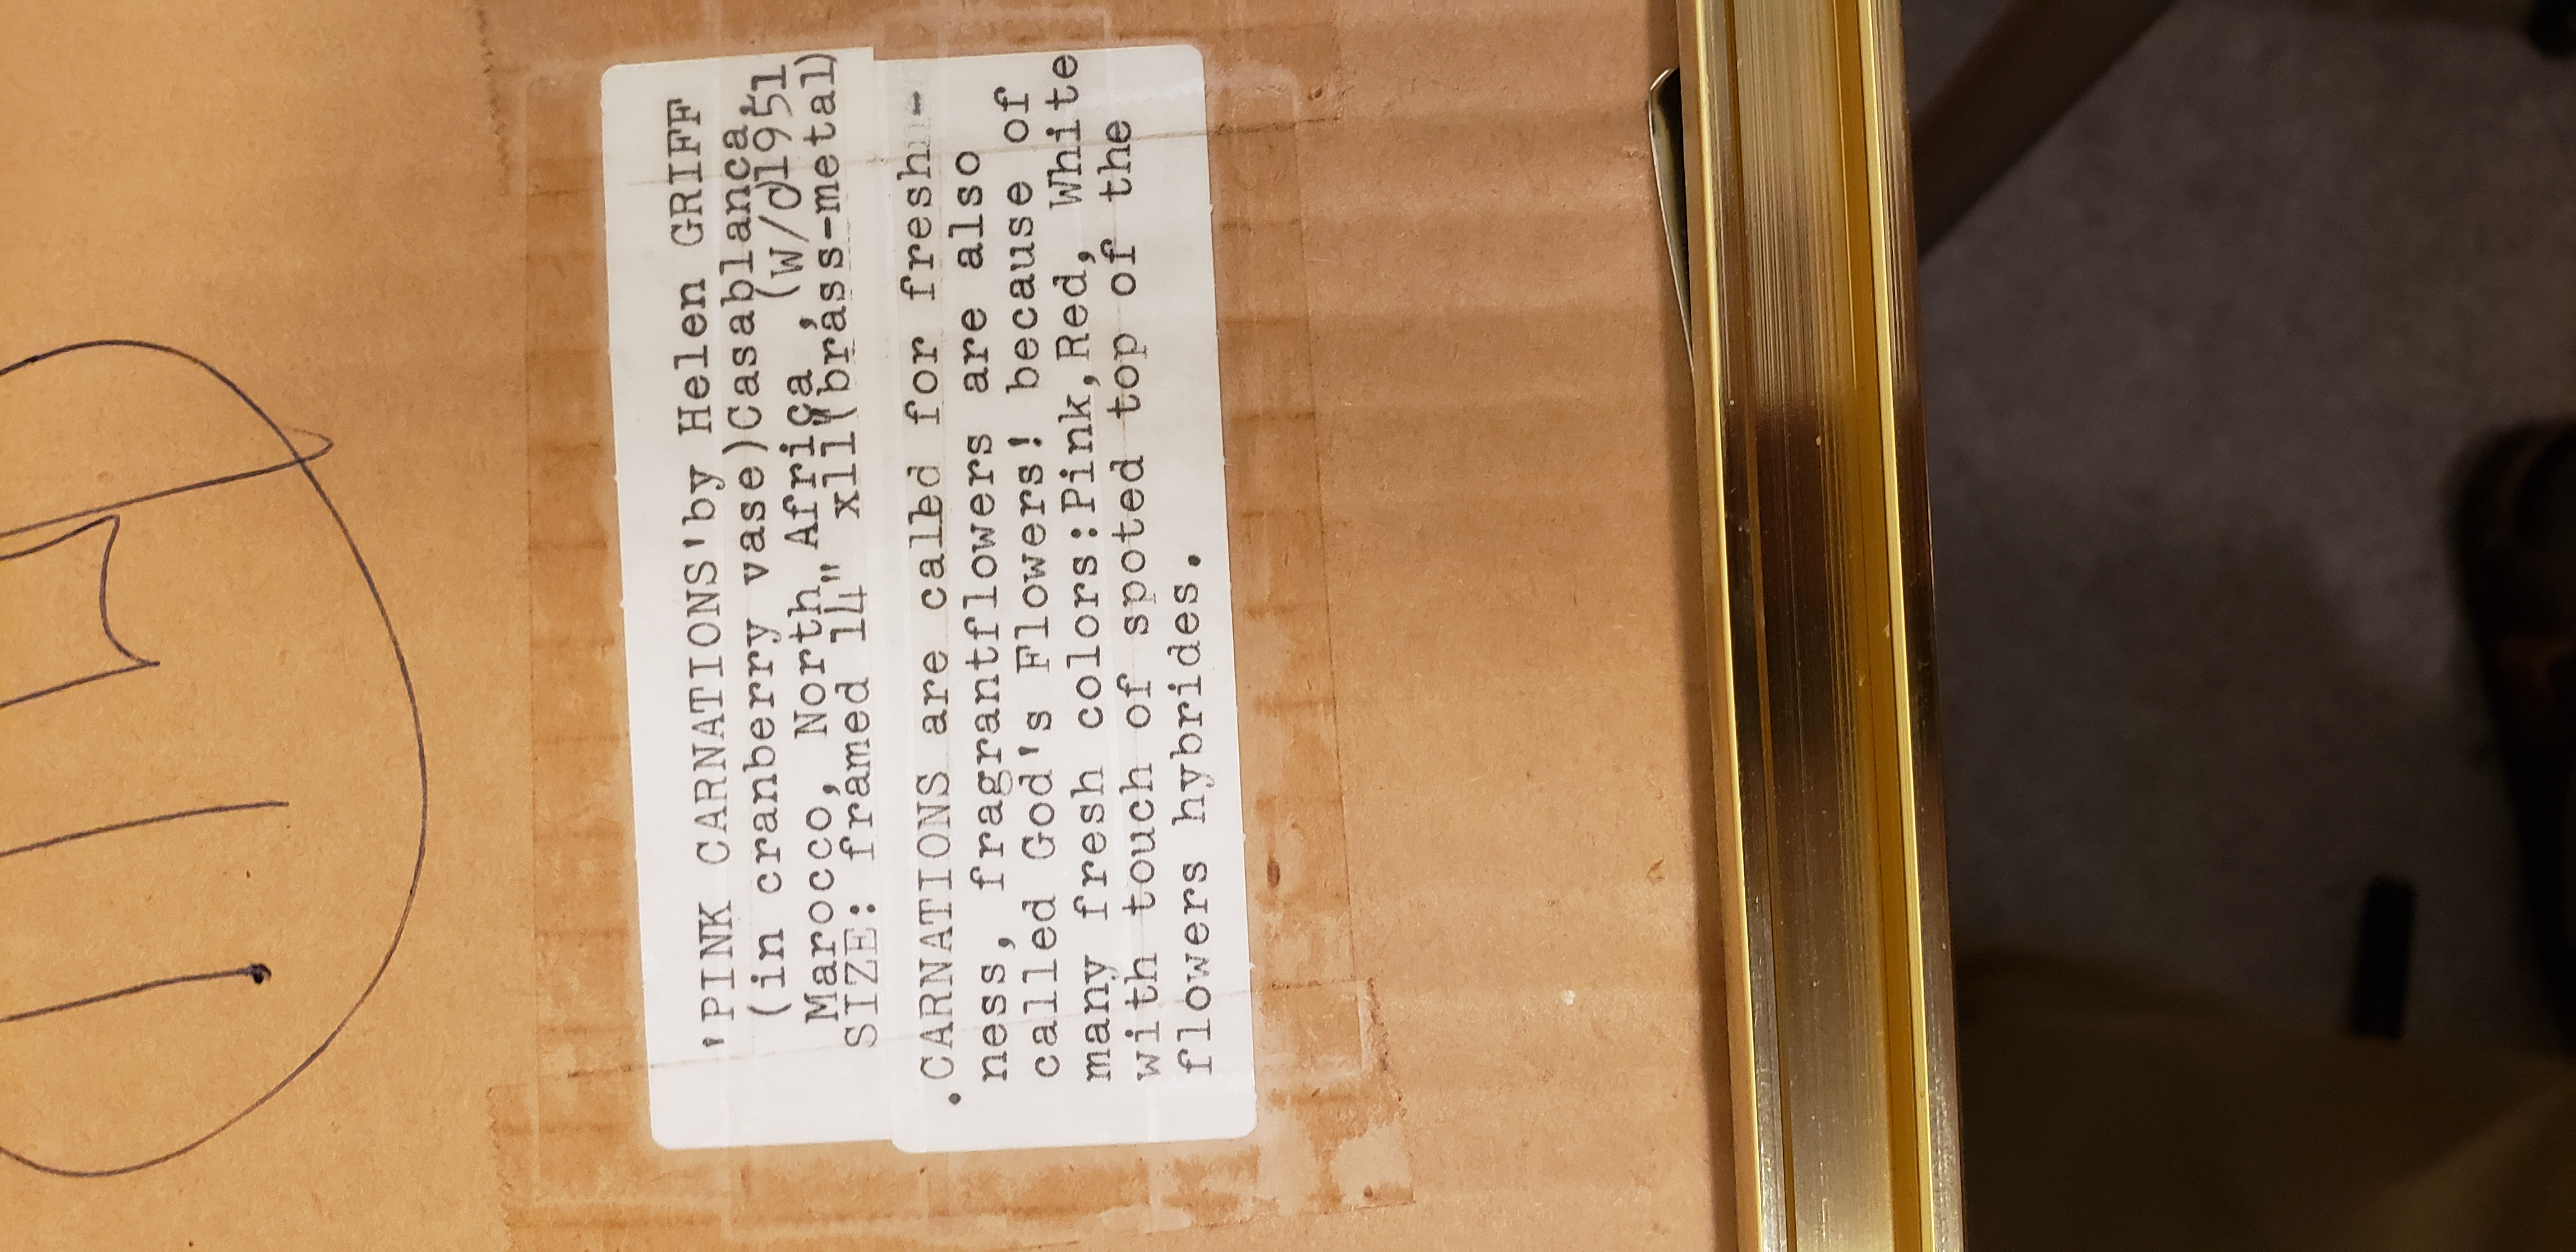 'PINK CARNATIONS'by Helen GRIFF
(in cranberry vase)Casablanca,
Marocco, North Africa, (W/C)1951
SIZE: framed 14" x11"(brass-metal)
.CARNATIONS are called for fresh-
ness, fragrantflowers are also
called God's Flowers! because of
many fresh colors:Pink,Red, White
with touch of spoted top of the
flowers hybrides.